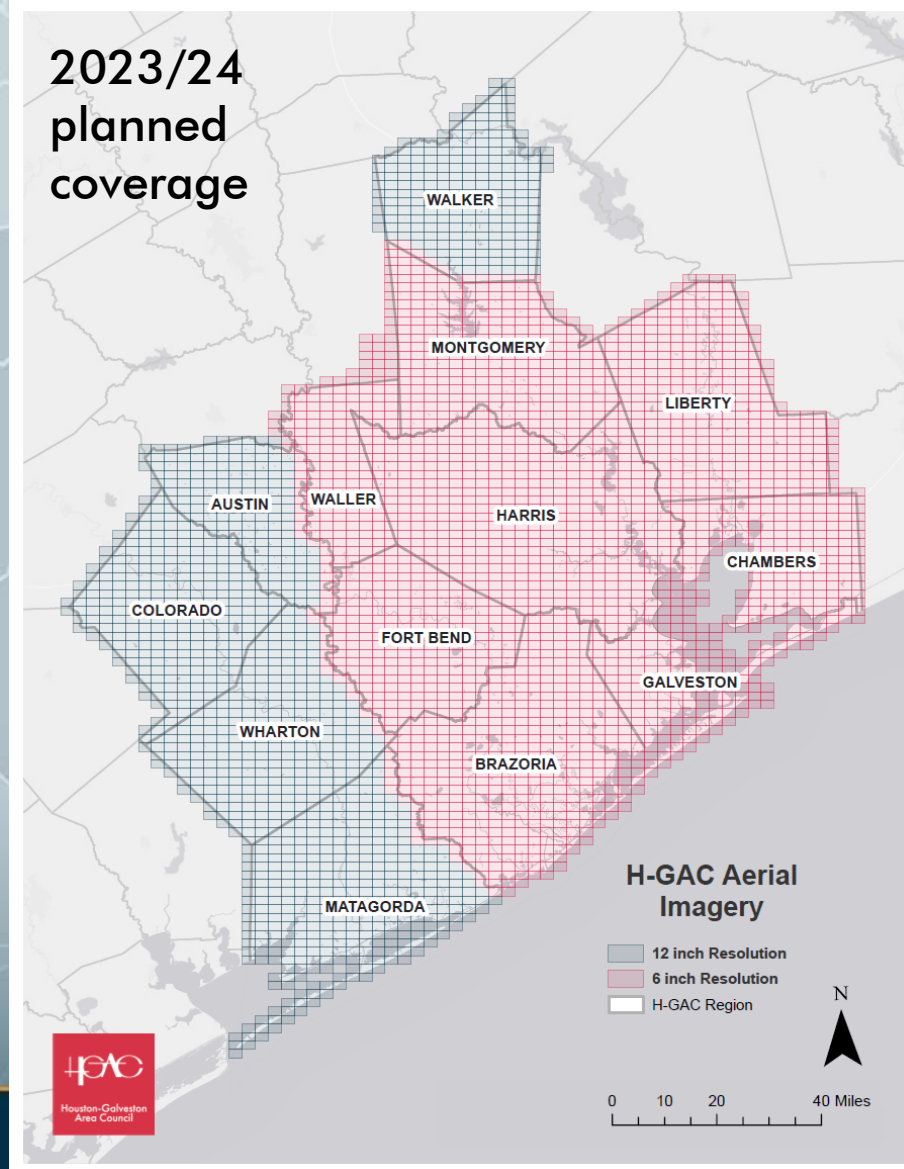 2023/24
planned
coverage
WALKER
MONTGOMERY
LIBERTY
AUSTIN
WALLER
HARRIS
CHAMBERS
COLORADO
FORT BEND
GALVESTON
WHARTON
BRAZORIA
MATAGORDA
H-GAC Aerial
Imagery
12 inch Resolution
6 inch Resolution
H-GAC Region
N
0 10 20 40 Miles
HGAC
Houston-Galveston
Area Council